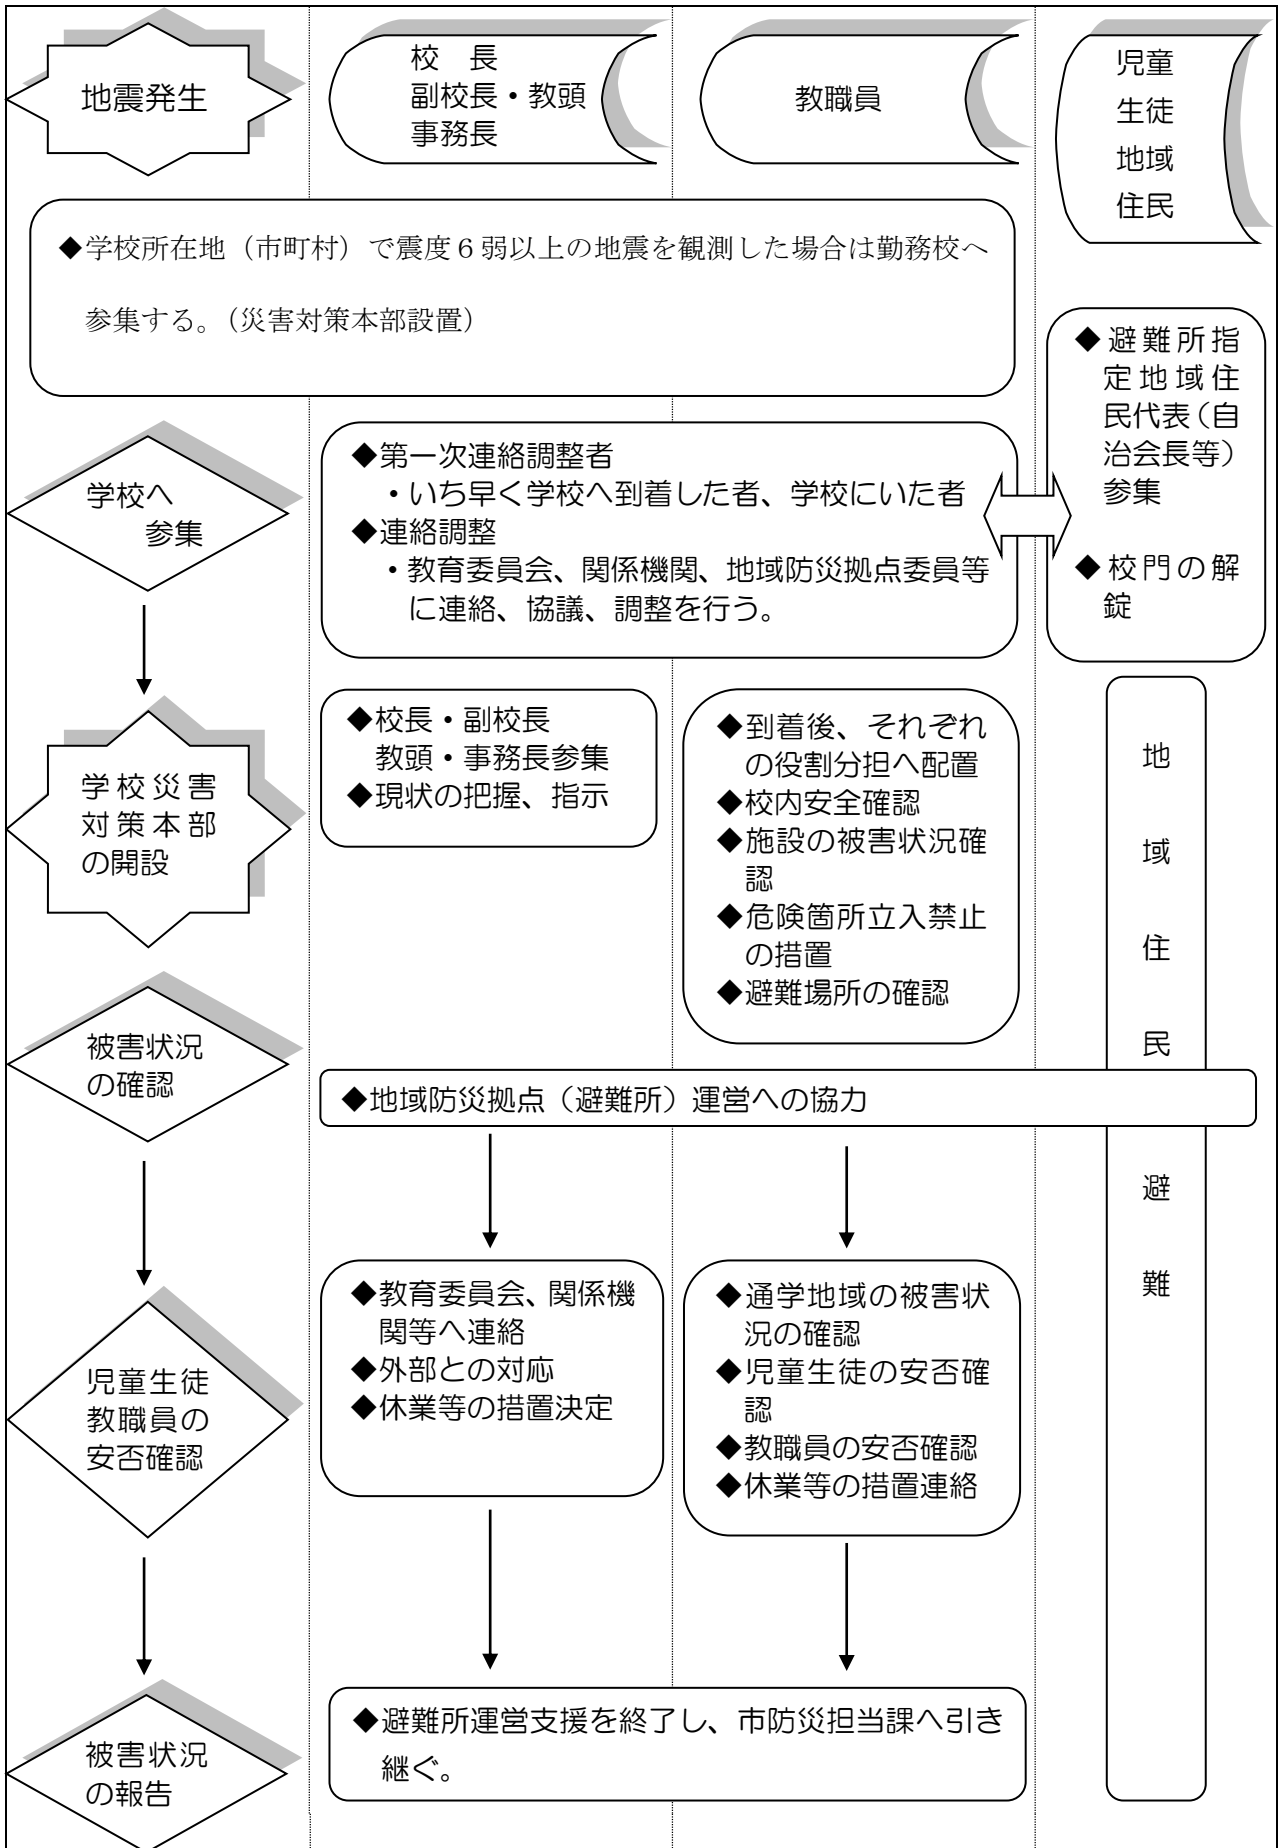 地震発生
校　長
副校長・教頭
事務長
教職員
児童
生徒
地域
住民
◆学校所在地（市町村）で震度６弱以上の地震を観測した場合は勤務校へ
参集する。（災害対策本部設置）
◆避難所指
定地域住
民代表（自
治会長等）
参集
◆校門の解
錠
学校へ
参集
◆第一次連絡調整者
・いち早く学校へ到着した者、学校にいた者
◆連絡調整
・教育委員会、関係機関、地域防災拠点委員等
に連絡、協議、調整を行う。
学校災害
対策本部
の開設
◆校長・副校長
教頭・事務長参集
◆現状の把握、指示
◆到着後、それぞれ
の役割分担へ配置
◆校内安全確認
◆施設の被害状況確
認
◆危険箇所立入禁止
の措置
◆避難場所の確認
地域住民避難
被害状況
の確認
◆地域防災拠点（避難所）運営への協力
児童生徒
教職員の
安否確認
◆教育委員会、関係機
関等へ連絡
◆外部との対応
◆休業等の措置決定
◆通学地域の被害状
況の確認
◆児童生徒の安否確
認
◆教職員の安否確認
◆休業等の措置連絡
被害状況
の報告
◆避難所運営支援を終了し、市防災担当課へ引き
継ぐ。